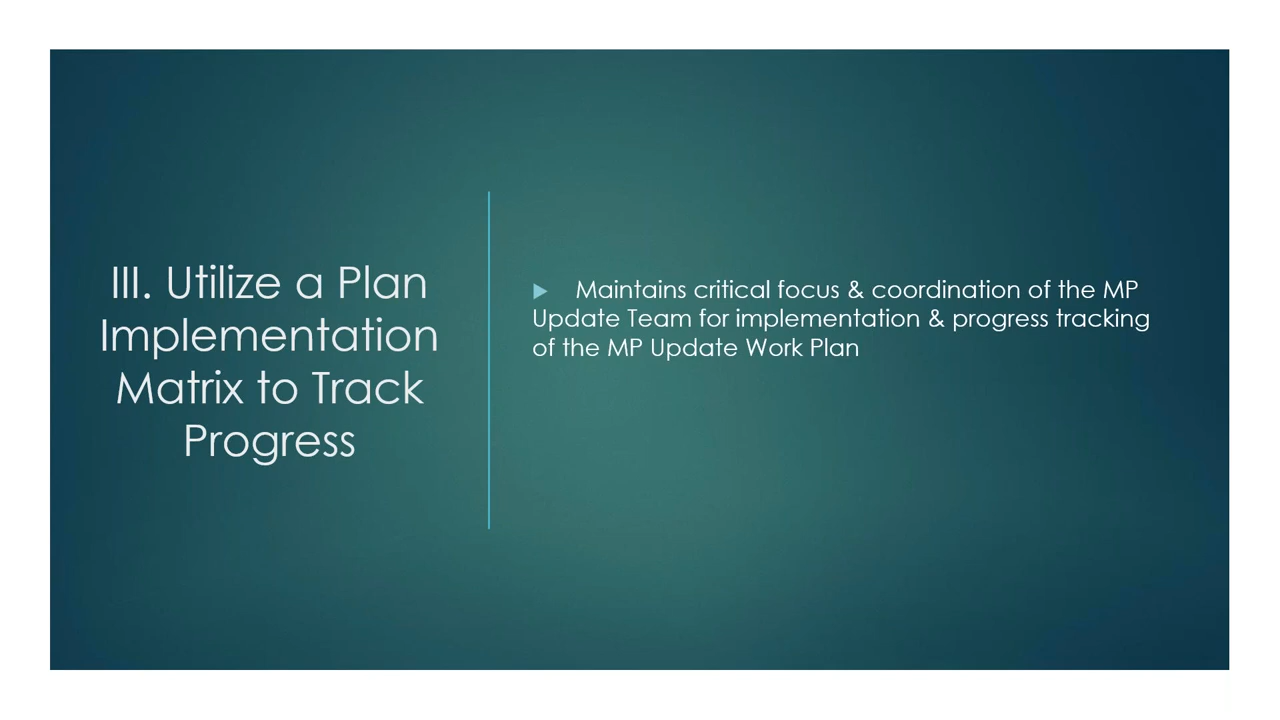 III. Utilize a Plan
Implementation
Matrix to Track
Progress
Maintains critical focus & coordination of the MP
Update Team for implementation & progress tracking
of the MP Update Work Plan